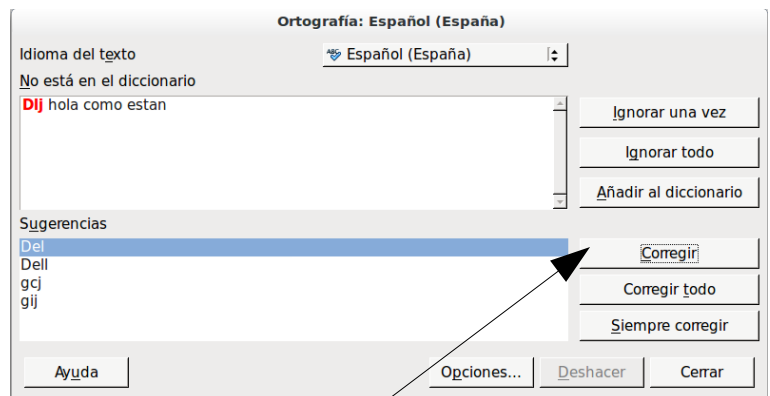 Ortografía: Español (España)
Idioma del texto
Español (España)
No está en el diccionario
Dlj hola como estan
Ignorar una vez
Ignorar todo
Añadir al diccionario
Sugerencias
Del
Dell
gcj
gij
Corregir
Corregir todo
Siempre corregir
Ayuda
Opciones...
Deshacer
Cerrar